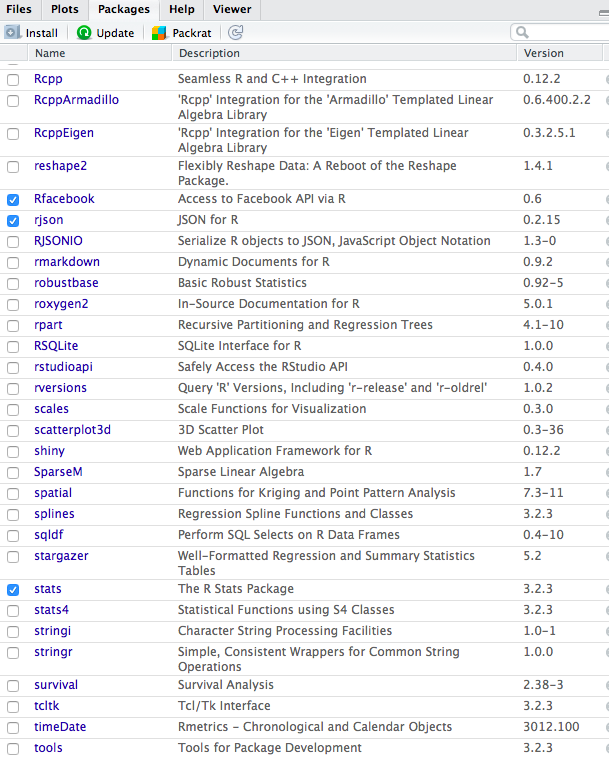 Files Plots Packages Help Viewer
Install Update Packrat
Name Description Version
Rcpp Seamless R and C++ Integration 0.12.2
RcppArmadillo 'Rcpp' Integration for the 'Armadillo' Templated Linear 0.6.400.2.2
Algebra Library
RcppEigen 'Rcpp' Integration for the 'Eigen' Templated Linear 0.3.2.5.1
Algebra Library
reshape2 Flexibly Reshape Data: A Reboot of the Reshape 1.4.1
Package.
Rfacebook Access to Facebook API via R 0.6
rjson JSON for R 0.2.15
RJSONIO Serialize R objects to JSON, JavaScript Object Notation 1.3-0
rmarkdown Dynamic Documents for R 0.9.2
robustbase Basic Robust Statistics 0.92-5
roxygen2 In-Source Documentation for R 5.0.1
rpart Recursive Partitioning and Regression Trees 4.1-10
RSQLite SQLite Interface for R 1.0.0
rstudioapi Safely Access the RStudio API 0.4.0
rversions Query 'R' Versions, Including 'r-release' and 'r-oldrel' 1.0.2
scales Scale Functions for Visualization 0.3.0
scatterplot3d 3D Scatter Plot 0.3-36
shiny Web Application Framework for R 0.12.2
SparseM Sparse Linear Algebra 1.7
spatial Functions for Kriging and Point Pattern Analysis 7.3-11
splines Regression Spline Functions and Classes 3.2.3
sqldf Perform SQL Selects on R Data Frames 0.4-10
stargazer Well-Formatted Regression and Summary Statistics 5.2
Tables
stats The R Stats Package 3.2.3
stats4 Statistical Functions using S4 Classes 3.2.3
stringi Character String Processing Facilities 1.0-1
stringr Simple, Consistent Wrappers for Common String 1.0.0
Operations
survival Survival Analysis 2.38-3
tcltk Tcl/Tk Interface 3.2.3
timeDate Rmetrics - Chronological and Calendar Objects 3012.100
tools Tools for Package Development 3.2.3